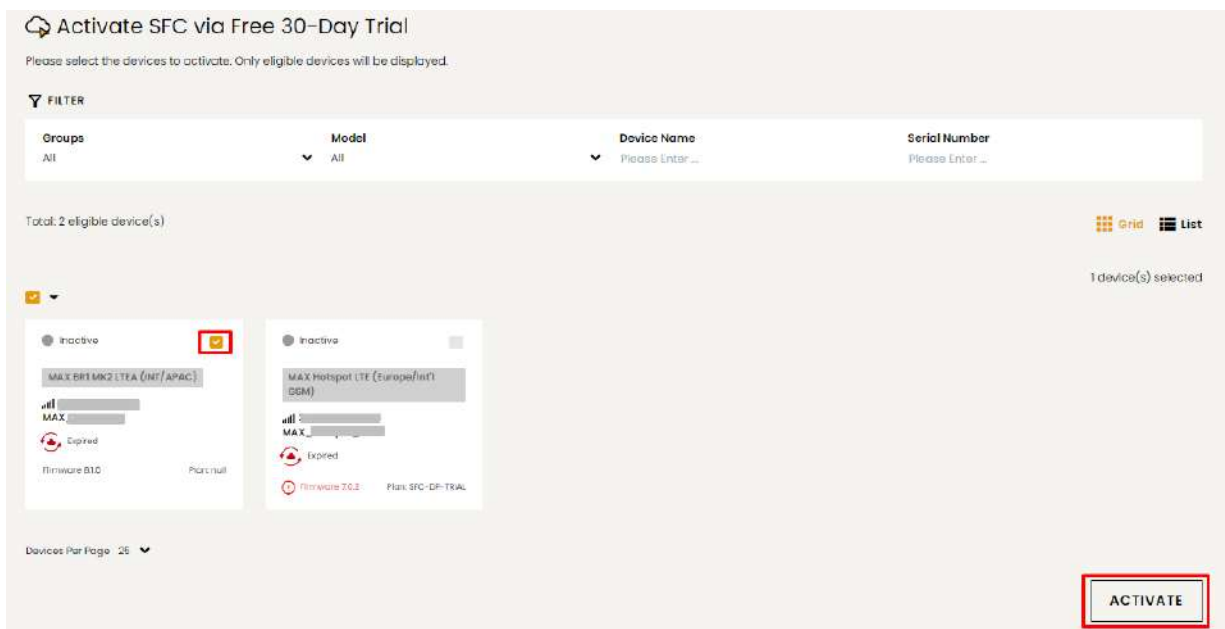 Activate SFC via Free 30-Day Trial
Please select the devices to activate. Only eligible devices will be displayed.
FILTER
Groups Model Device Name Serial Number
All All Please Enter ... Please Enter ...
Total: 2 eligible device(s)
Grid List
1 device(s) selected
Inactive
MAX BR1 MK2 LTEA (INT/APAC)
MAX
Expired
Firmware 8.1.0 Plan: null
Inactive
MAX Hotspot LTE (Europe/Int'l
GSM)
MAX_
Expired
Firmware 7.0.2 Plan: SFC-DP-TRIAL
Devices Per Page 25
ACTIVATE